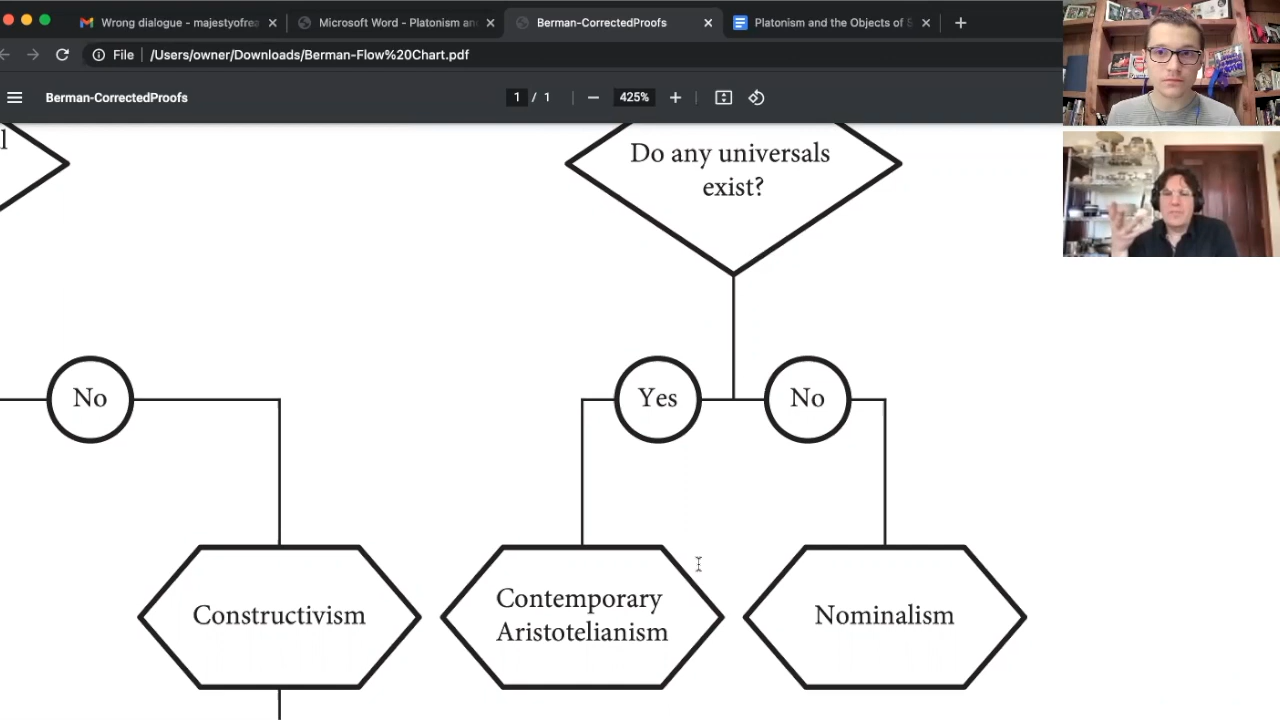 Wrong dialogue - majestyofrea
Microsoft Word - Platonism an
Berman-CorrectedProofs
Platonism and the Objects of S
File
/Users/owner/Downloads/Berman-Flow%20Chart.pdf
Berman-CorrectedProofs
1 / 1
425%
l
Do any universals
exist?
No
Yes
No
Constructivism
Contemporary
Aristotelianism
Nominalism